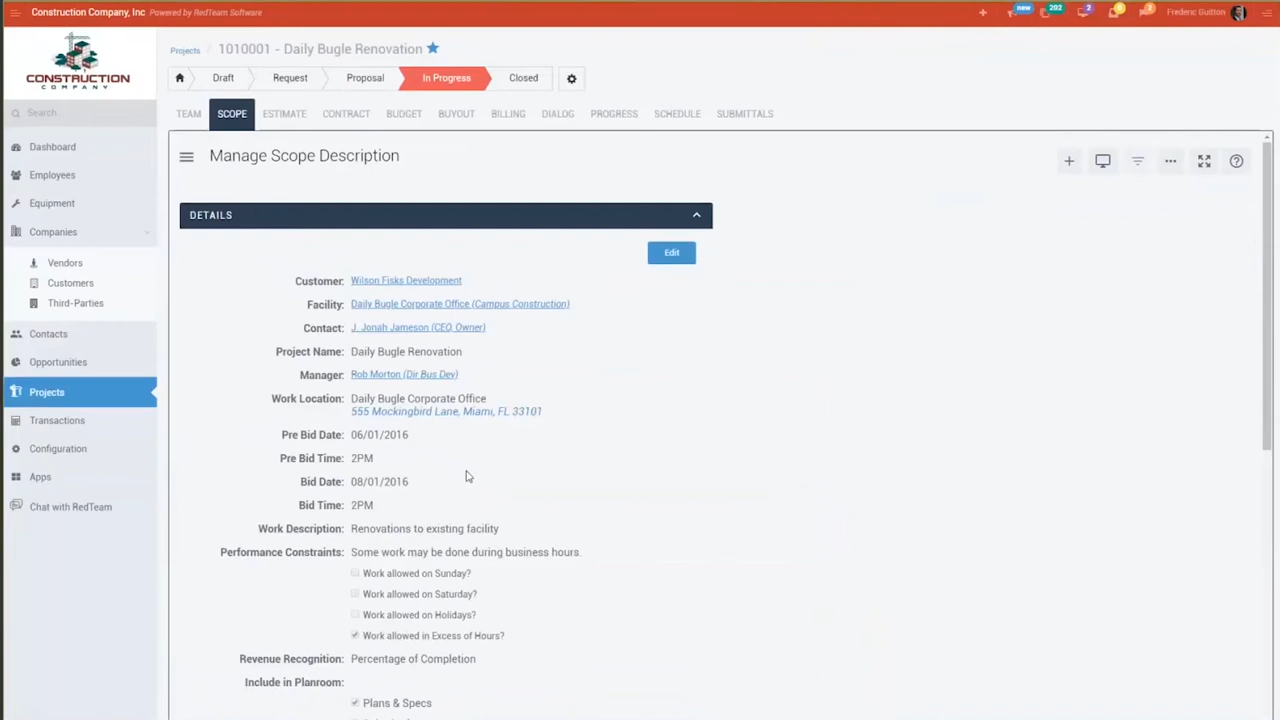 Construction Company, Inc Powered by RedTeam Software
new 202 2 0 2 Frederic Guitton
CONSTRUCTION
COMPANY
Projects / 1010001 - Daily Bugle Renovation
Draft Request Proposal In Progress Closed
Search
TEAM SCOPE ESTIMATE CONTRACT BUDGET BUYOUT BILLING DIALOG PROGRESS SCHEDULE SUBMITTALS
Dashboard
Employees
Equipment
Companies
Vendors
Customers
Third-Parties
Contacts
Opportunities
Projects
Transactions
Configuration
Apps
Chat with RedTeam
Manage Scope Description
DETAILS
Edit
Customer: Wilson Fisks Development
Facility: Daily Bugle Corporate Office (Campus Construction)
Contact: J. Jonah Jameson (CEO, Owner)
Project Name: Daily Bugle Renovation
Manager: Rob Morton (Dir Bus Dev)
Work Location: Daily Bugle Corporate Office
555 Mockingbird Lane, Miami, FL 33101
Pre Bid Date: 06/01/2016
Pre Bid Time: 2PM
Bid Date: 08/01/2016
Bid Time: 2PM
Work Description: Renovations to existing facility
Performance Constraints: Some work may be done during business hours.
Work allowed on Sunday?
Work allowed on Saturday?
Work allowed on Holidays?
Work allowed in Excess of Hours?
Revenue Recognition: Percentage of Completion
Include in Planroom:
Plans & Specs